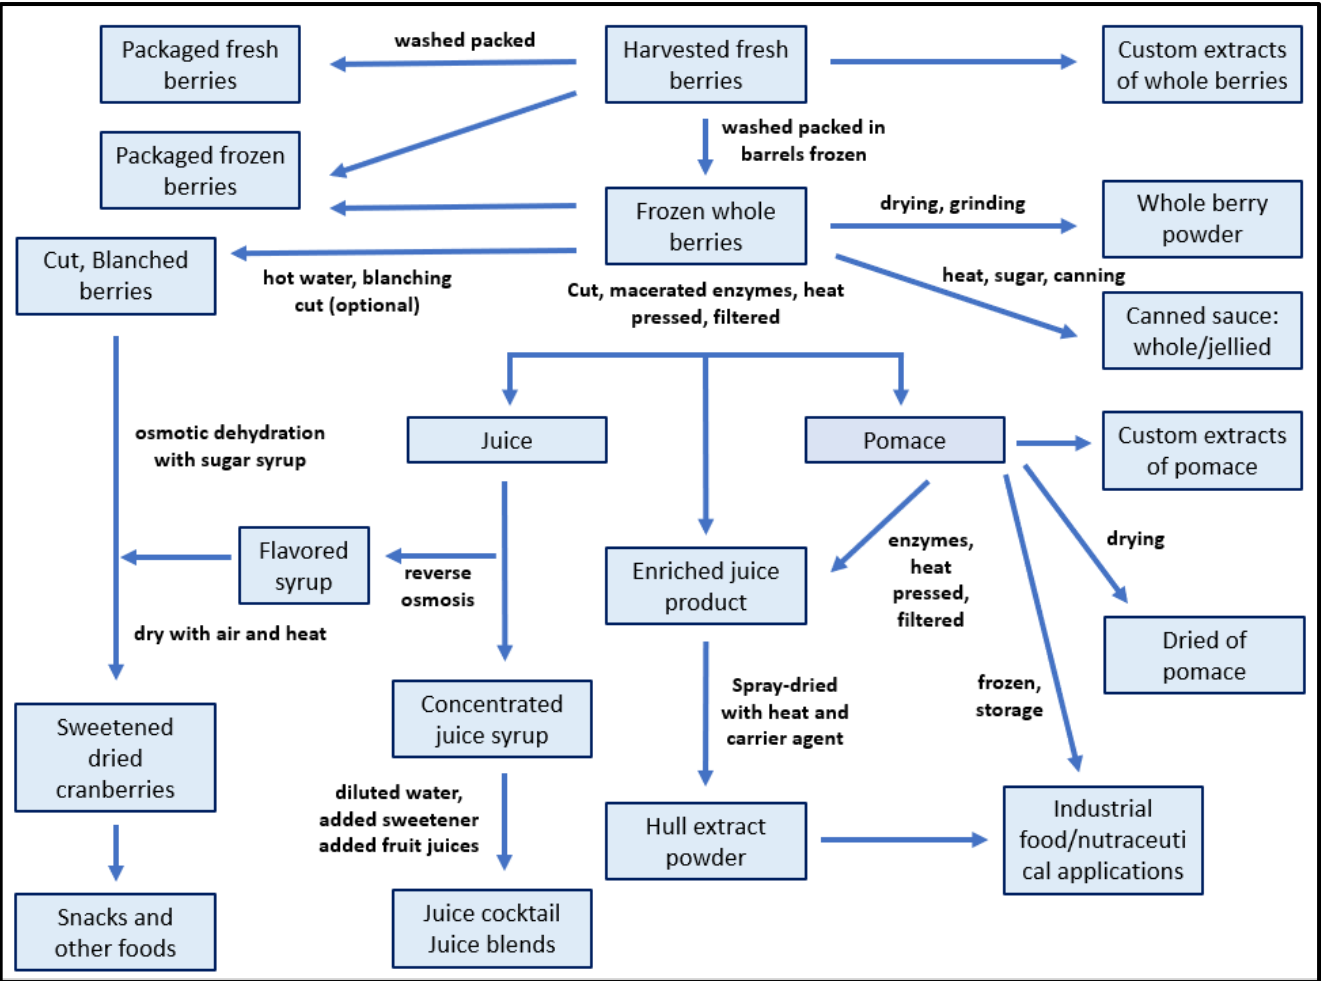 Packaged fresh
berries
washed packed
Harvested fresh
berries
Custom extracts
of whole berries
Packaged frozen
berries
washed packed in
barrels frozen
Frozen whole
berries
drying, grinding
Whole berry
powder
Cut, Blanched
berries
hot water, blanching
cut (optional)
Cut, macerated enzymes, heat
pressed, filtered
heat, sugar, canning
Canned sauce:
whole/jellied
osmotic dehydration
with sugar syrup
Juice
Pomace
Custom extracts
of pomace
Flavored
syrup
reverse
osmosis
Enriched juice
product
enzymes,
heat
pressed,
filtered
drying
dry with air and heat
Dried of
pomace
Sweetened
dried
cranberries
Concentrated
juice syrup
Spray-dried
with heat and
carrier agent
frozen,
storage
diluted water,
added sweetener
added fruit juices
Hull extract
powder
Industrial
food/nutraceuti
cal applications
Snacks and
other foods
Juice cocktail
Juice blends